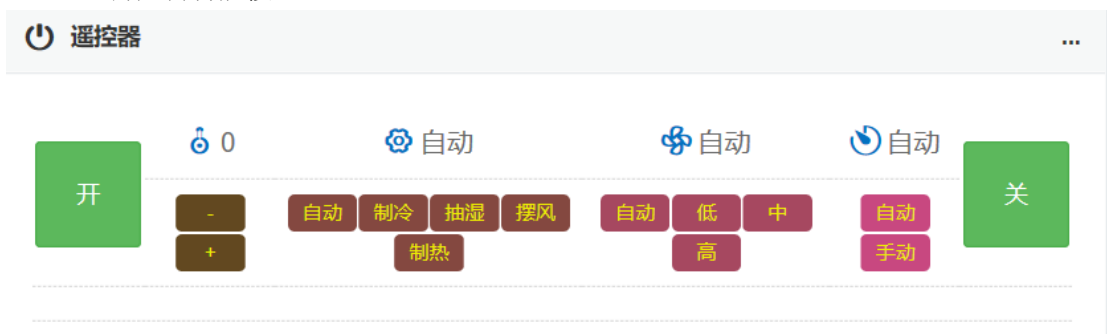 遥控器 ...
0 自动 自动 自动
开 - 自动 制冷 抽湿 摆风 自动 低 中 自动 关
+ 制热 高 手动